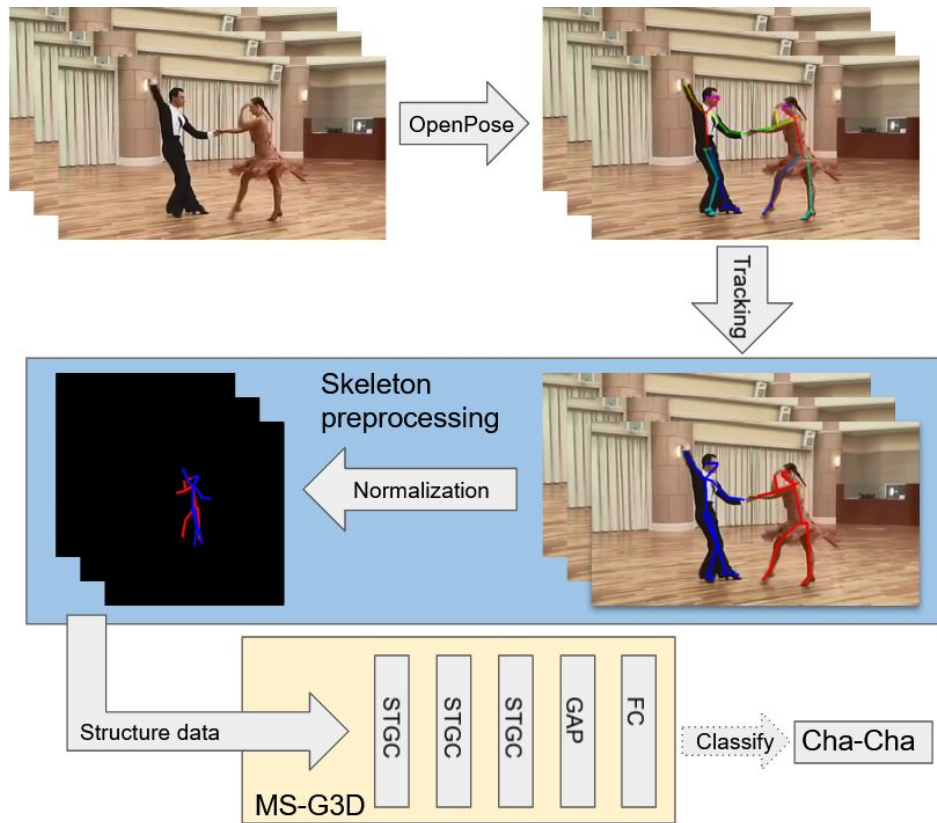 OpenPose
Tracking
Skeleton
preprocessing
Normalization
Structure data
STGC
STGC
STGC
GAP
FC
MS-G3D
Classify
Cha-Cha